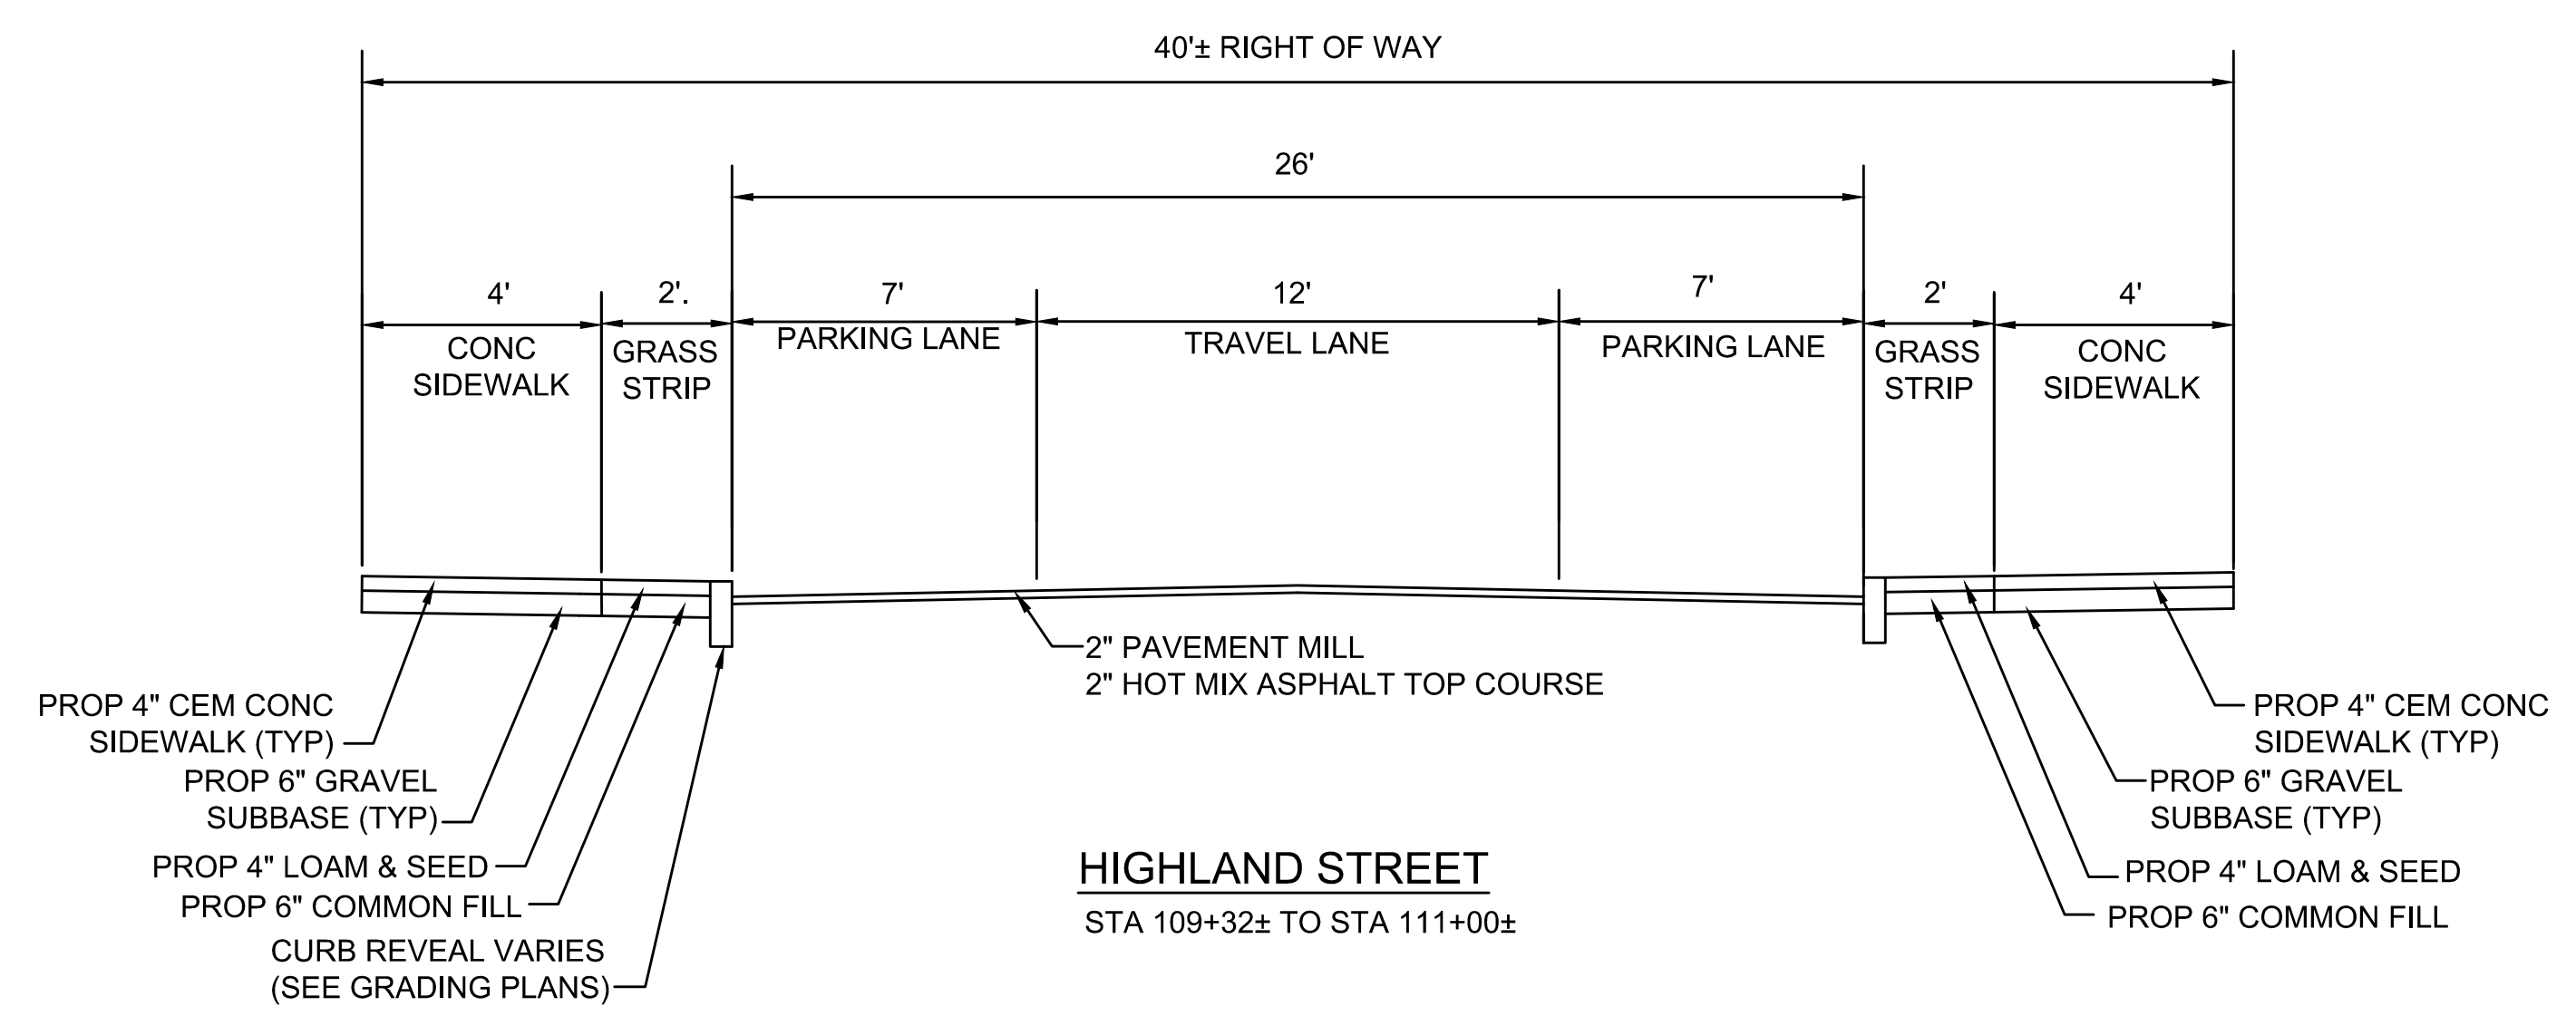 40'± RIGHT OF WAY
26'
4'
2'.
7'
12'
7'
2'
4'
CONC
SIDEWALK
GRASS
STRIP
PARKING LANE
TRAVEL LANE
PARKING LANE
GRASS
STRIP
CONC
SIDEWALK
PROP 4" CEM CONC
SIDEWALK (TYP)
PROP 6" GRAVEL
SUBBASE (TYP)
PROP 4" LOAM & SEED
PROP 6" COMMON FILL
CURB REVEAL VARIES
(SEE GRADING PLANS)
2" PAVEMENT MILL
2" HOT MIX ASPHALT TOP COURSE
PROP 4" CEM CONC
SIDEWALK (TYP)
PROP 6" GRAVEL
SUBBASE (TYP)
PROP 4" LOAM & SEED
PROP 6" COMMON FILL
HIGHLAND STREET
STA 109+32± TO STA 111+00±